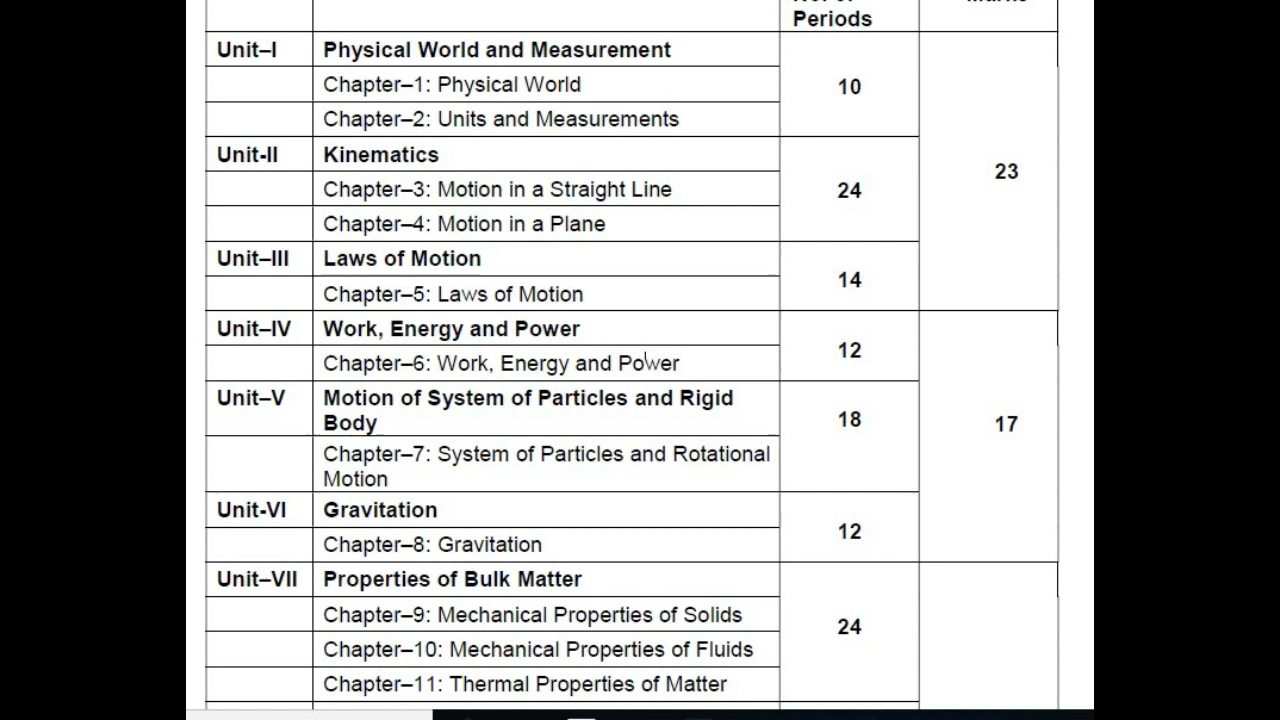 Periods
Unit–I Physical World and Measurement
Chapter–1: Physical World
10
Chapter–2: Units and Measurements
Unit-II Kinematics
23
Chapter–3: Motion in a Straight Line
24
Chapter–4: Motion in a Plane
Unit–III Laws of Motion
14
Chapter–5: Laws of Motion
Unit–IV Work, Energy and Power
12
Chapter–6: Work, Energy and Power
Unit–V Motion of System of Particles and Rigid
Body
18
17
Chapter–7: System of Particles and Rotational
Motion
Unit-VI Gravitation
12
Chapter–8: Gravitation
Unit–VII Properties of Bulk Matter
Chapter–9: Mechanical Properties of Solids
24
Chapter–10: Mechanical Properties of Fluids
Chapter–11: Thermal Properties of Matter